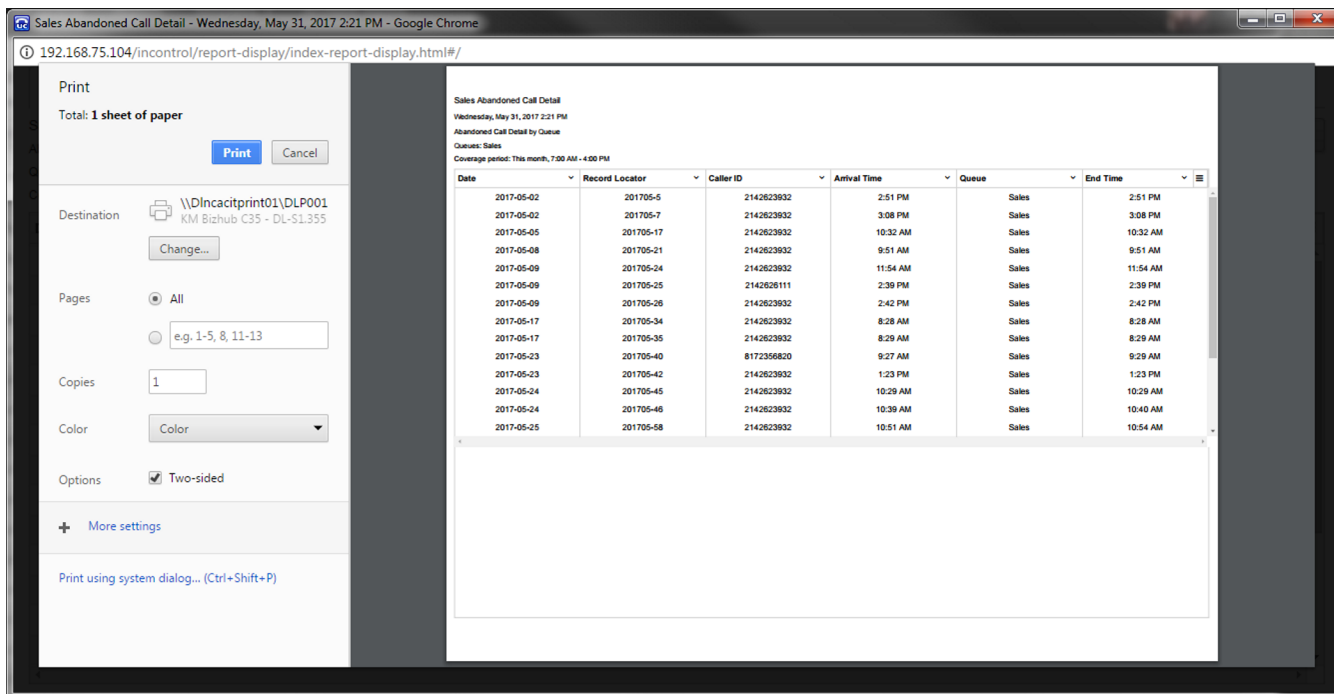 Sales Abandoned Call Detail - Wednesday, May 31, 2017 2:21 PM - Google Chrome
192.168.75.104/incontrol/report-display/index-report-display.html#/
Print
Total: 1 sheet of paper
Print Cancel
Destination
\\DIncacitprint01\DLP001
KM Bizhub C35 - DL-S1.355
Change...
Pages
All
e.g. 1-5, 8, 11-13
Copies
1
Color
Color
Options
Two-sided
More settings
Print using system dialog... (Ctrl+Shift+P)
Sales Abandoned Call Detail
Wednesday, May 31, 2017 2:21 PM
Abandoned Call Detail by Queue
Queues: Sales
Coverage period: This month, 7:00 AM - 4:00 PM
Date Record Locator Caller ID Arrival Time Queue End Time
2017-05-02 201705-5 2142623932 2:51 PM Sales 2:51 PM
2017-05-02 201705-7 2142623932 3:08 PM Sales 3:08 PM
2017-05-05 201705-17 2142623932 10:32 AM Sales 10:32 AM
2017-05-08 201705-21 2142623932 9:51 AM Sales 9:51 AM
2017-05-09 201705-24 2142623932 11:54 AM Sales 11:54 AM
2017-05-09 201705-25 2142626111 2:39 PM Sales 2:39 PM
2017-05-09 201705-26 2142623932 2:42 PM Sales 2:42 PM
2017-05-17 201705-34 2142623932 8:28 AM Sales 8:28 AM
2017-05-17 201705-35 2142623932 8:29 AM Sales 8:29 AM
2017-05-23 201705-40 8172356820 9:27 AM Sales 9:29 AM
2017-05-23 201705-42 2142623932 1:23 PM Sales 1:23 PM
2017-05-24 201705-45 2142623932 10:29 AM Sales 10:29 AM
2017-05-24 201705-46 2142623932 10:39 AM Sales 10:40 AM
2017-05-25 201705-58 2142623932 10:51 AM Sales 10:54 AM